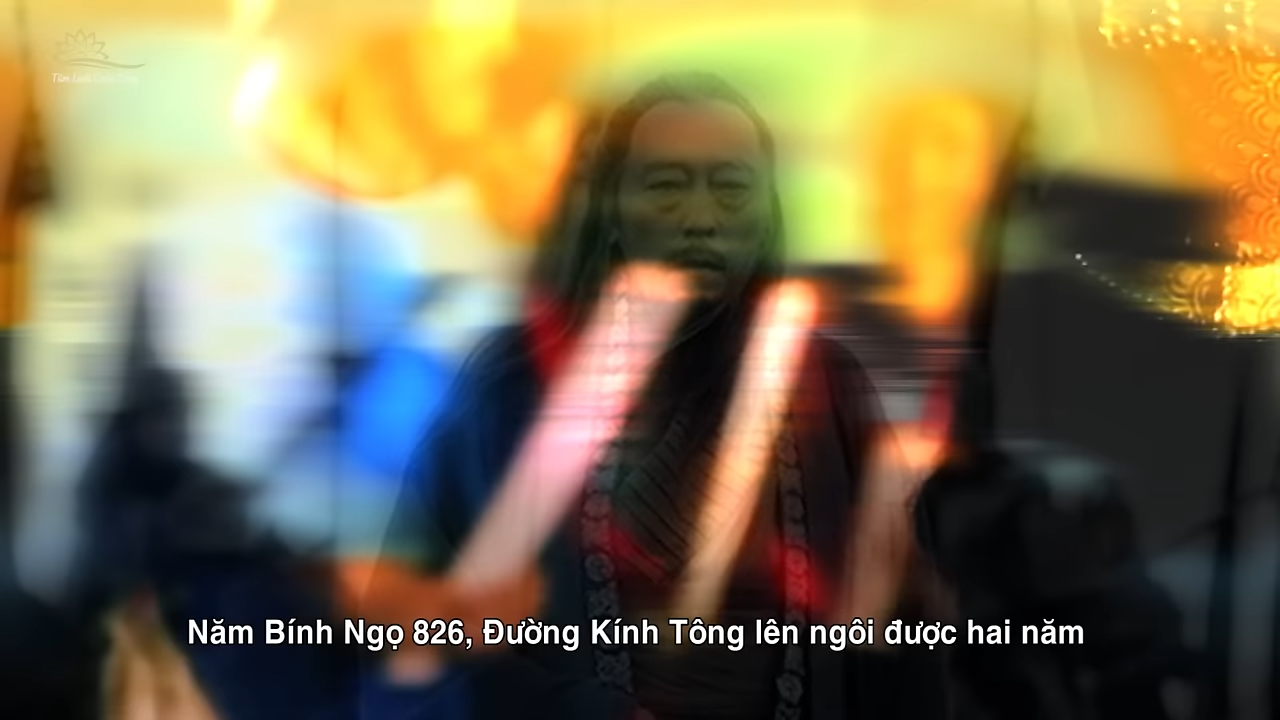 Năm Bính Ngọ 826, Đường Kính Tông lên ngôi được hai năm